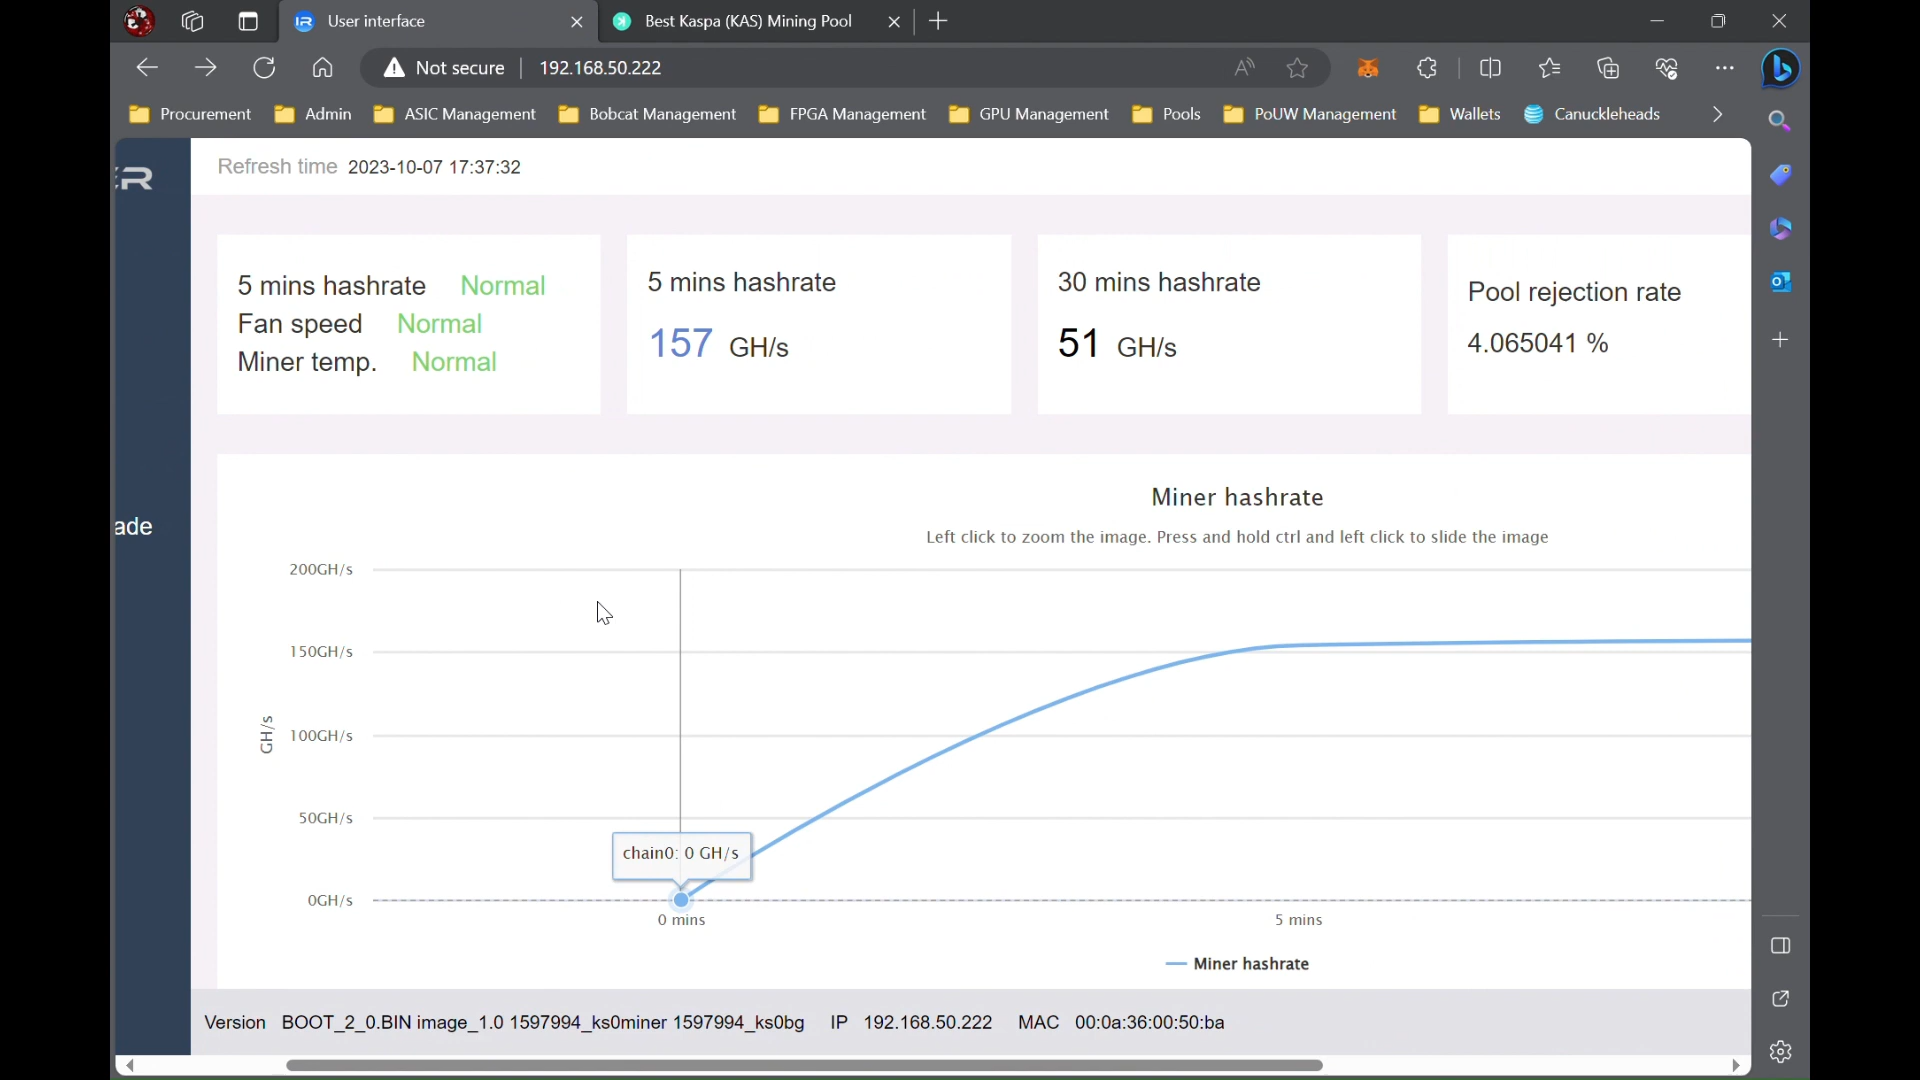 User interface
Best Kaspa (KAS) Mining Pool
Not secure
192.168.50.222
Procurement
Admin
ASIC Management
Bobcat Management
FPGA Management
GPU Management
Pools
PoUW Management
Wallets
Canuckleheads
ER
ade
Refresh time 2023-10-07 17:37:32
5 mins hashrate Normal
Fan speed Normal
Miner temp. Normal
5 mins hashrate
157 GH/s
30 mins hashrate
51 GH/s
Pool rejection rate
4.065041 %
Miner hashrate
Left click to zoom the image. Press and hold ctrl and left click to slide the image
200GH/s
150GH/s
100GH/s
50GH/s
0GH/s
GH/s
chain0: 0 GH/s
0 mins
5 mins
Miner hashrate
Version BOOT_2_0.BIN image_1.0 1597994_ks0miner 1597994_ks0bg IP 192.168.50.222 MAC 00:0a:36:00:50:ba